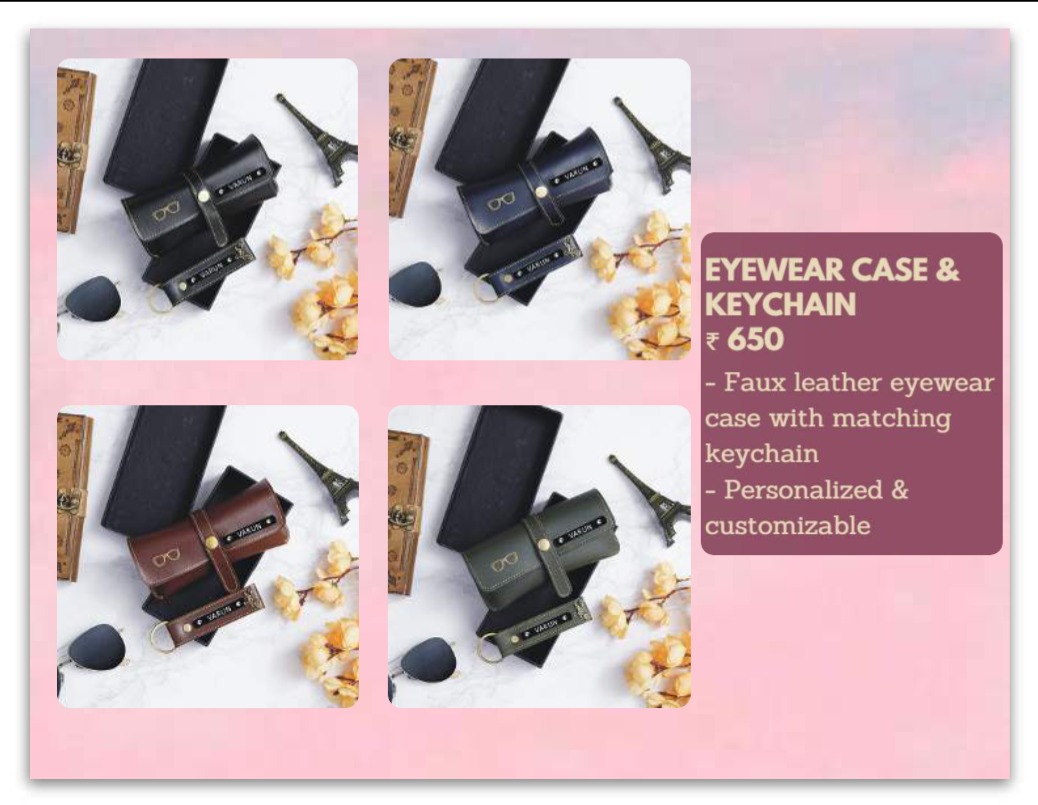 VARUN
VARUN
VARUN
VARUN
EYEWEAR CASE &
KEYCHAIN
₹ 650
- Faux leather eyewear
case with matching
keychain
- Personalized &
customizable
VARUN
VARUN
VARUN
VARUN